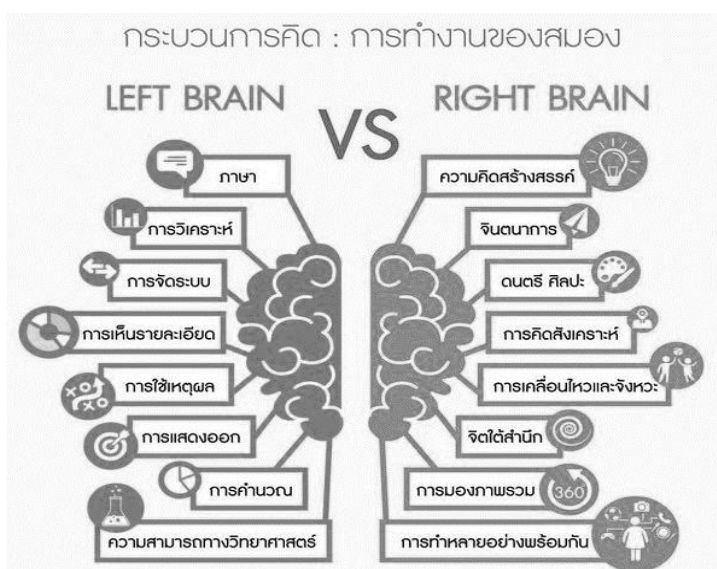 กระบวนการคิด : การทำงานของสมอง
LEFT BRAIN
VS
RIGHT BRAIN
ภาษา
การวิเคราะห์
การจัดระบบ
การเห็นรายละเอียด
การใช้เหตุผล
การแสดงออก
การคำนวณ
ความสามารถทางวิทยาศาสตร์
ความคิดสร้างสรรค์
จินตนาการ
ดนตรี ศิลปะ
การคิดสังเคราะห์
การเคลื่อนไหวและจังหวะ
จิตใต้สำนึก
การมองภาพรวม
360°
การทำหลายอย่างพร้อมกัน